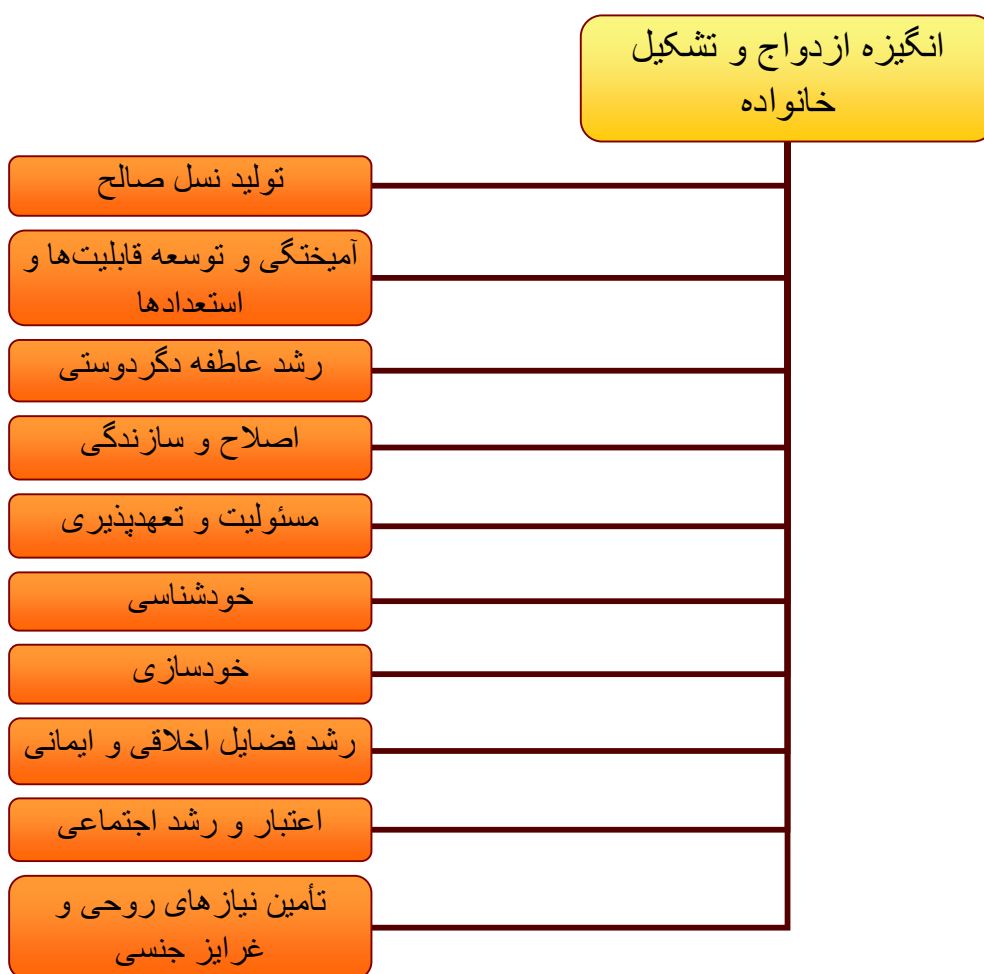 انگیزه ازدواج و تشکیل
خانواده
تولید نسل صالح
آمیختگی و توسعه قابلیت‌ها و
استعدادها
رشد عاطفه دگردوستی
اصلاح و سازندگی
مسئولیت و تعهدپذیری
خودشناسی
خودسازی
رشد فضایل اخلاقی و ایمانی
اعتبار و رشد اجتماعی
تأمین نیازهای روحی و
غرایز جنسی